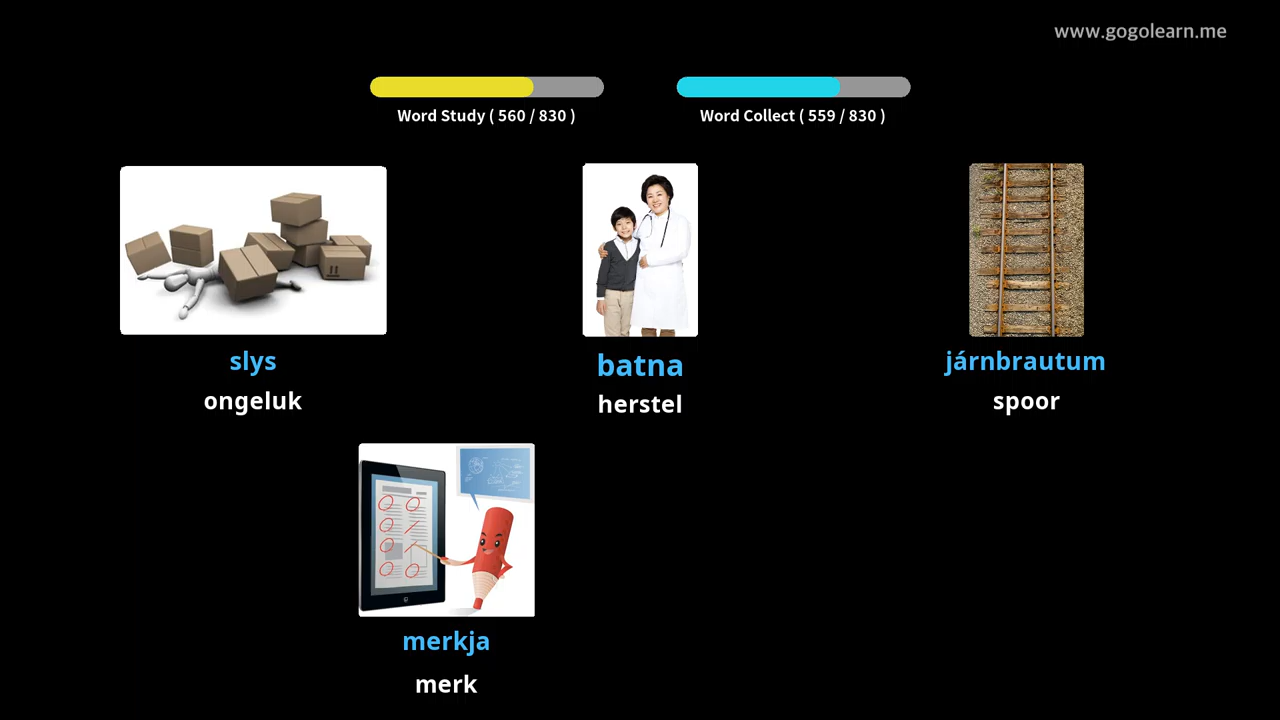 www.gogolearn.me
Word Study ( 560 / 830 )
Word Collect ( 559 / 830 )
slys
ongeluk
batna
herstel
járnbrautum
spoor
merkja
merk